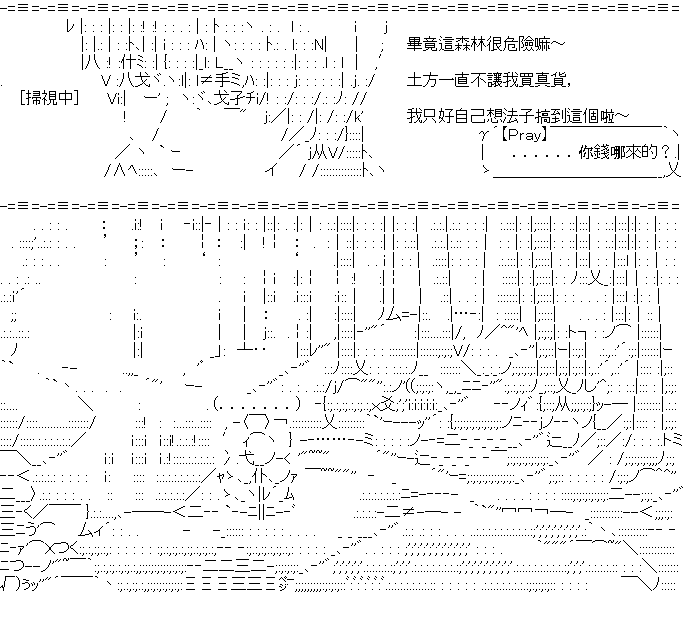 畢竟這森林很危險嘛～
土方一直不讓我買真貨，
[掃視中]
我只好自己想法子搞到這個啦～
【Pray】
......你錢哪來的？
(．．．．．．．)